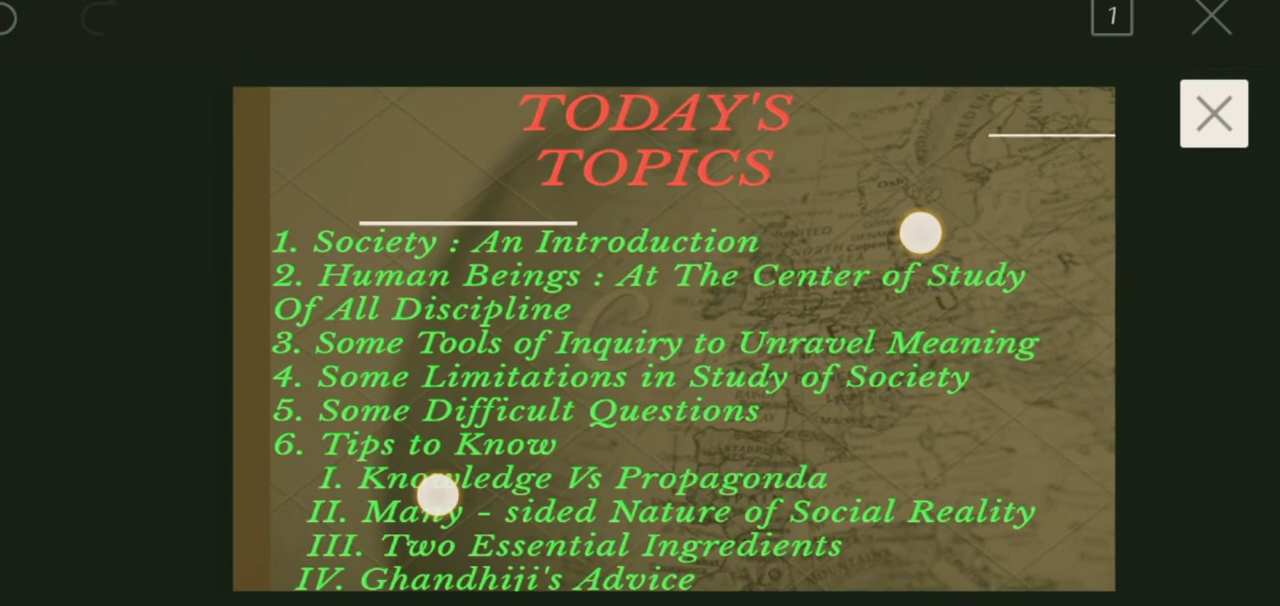 1
TODAY'S
TOPICS
1. Society : An Introduction
2. Human Beings : At The Center of Study
Of All Discipline
3. Some Tools of Inquiry to Unravel Meaning
4. Some Limitations in Study of Society
5. Some Difficult Questions
6. Tips to Know
I. Knowledge Vs Propagonda
II. Many - sided Nature of Social Reality
III. Two Essential Ingredients
IV. Ghandhiji's Advice